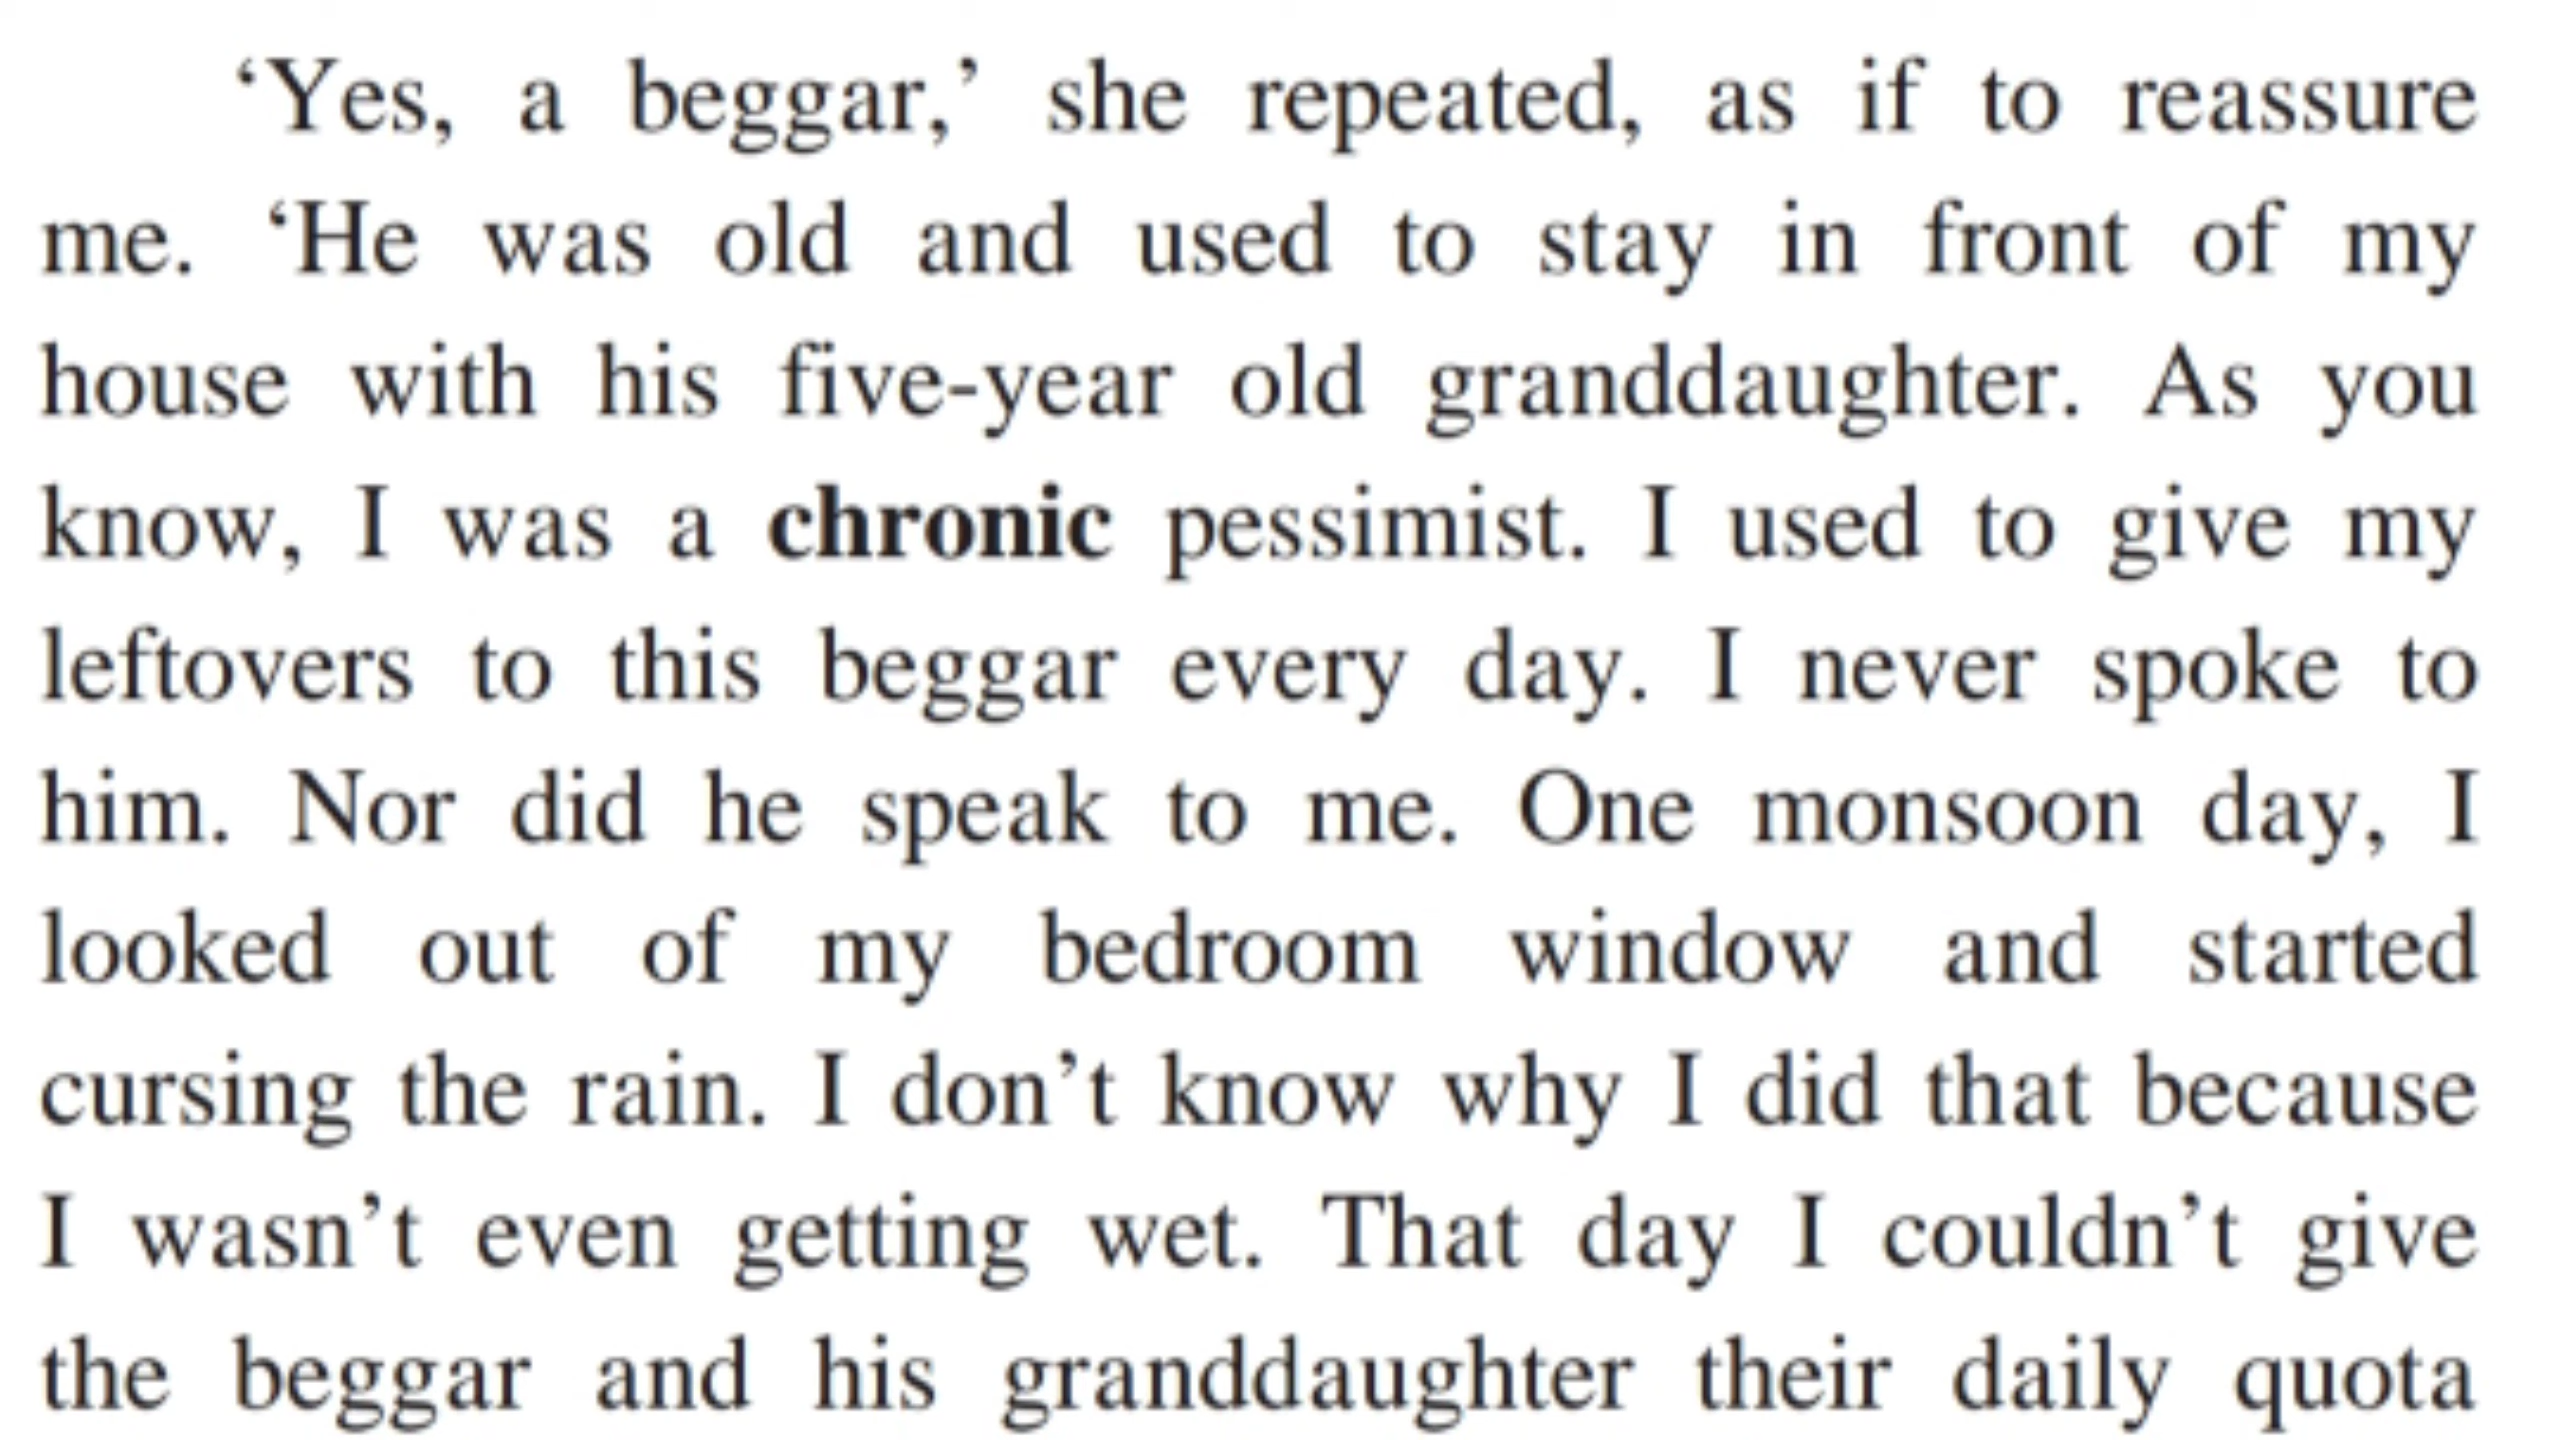 ‘Yes, a beggar,’ she repeated, as if to reassure
me. ‘He was old and used to stay in front of my
house with his five-year old granddaughter. As you
know, I was a chronic pessimist. I used to give my
leftovers to this beggar every day. I never spoke to
him. Nor did he speak to me. One monsoon day, I
looked out of my bedroom window and started
cursing the rain. I don’t know why I did that because
I wasn’t even getting wet. That day I couldn’t give
the beggar and his granddaughter their daily quota